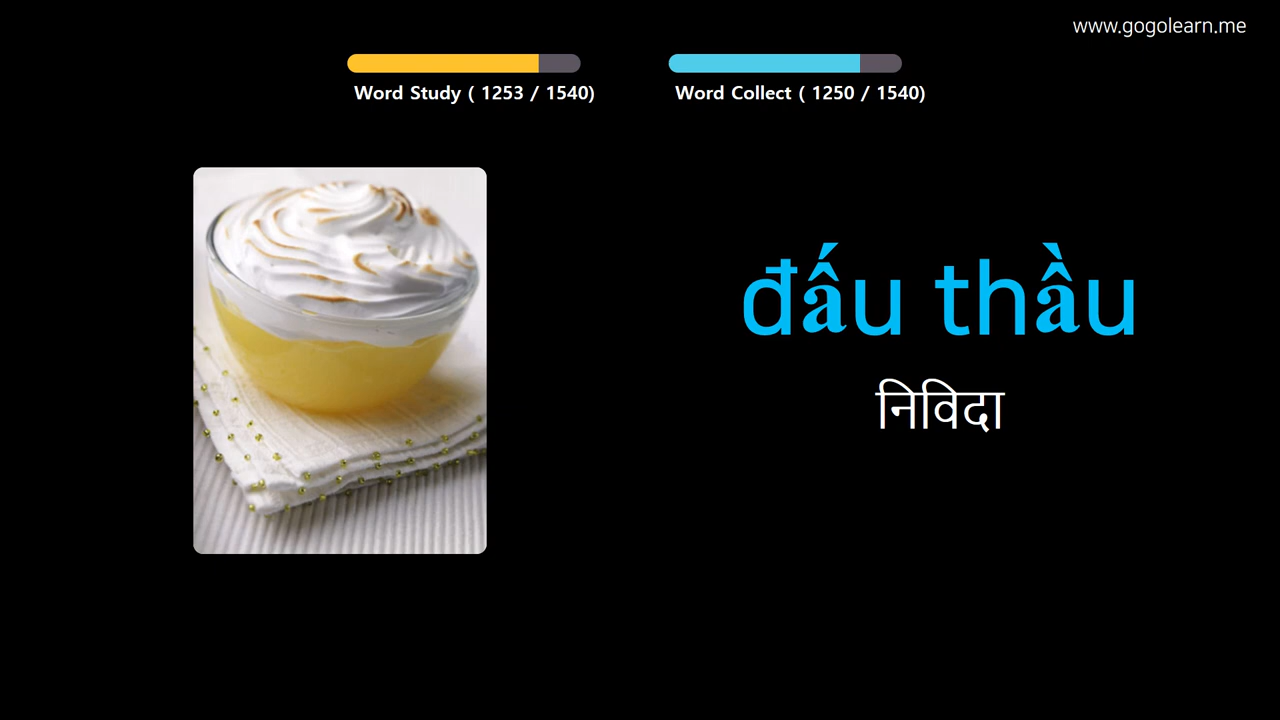 www.gogolearn.me
Word Study ( 1253 / 1540)
Word Collect ( 1250 / 1540)
đấu thầu
निविदा